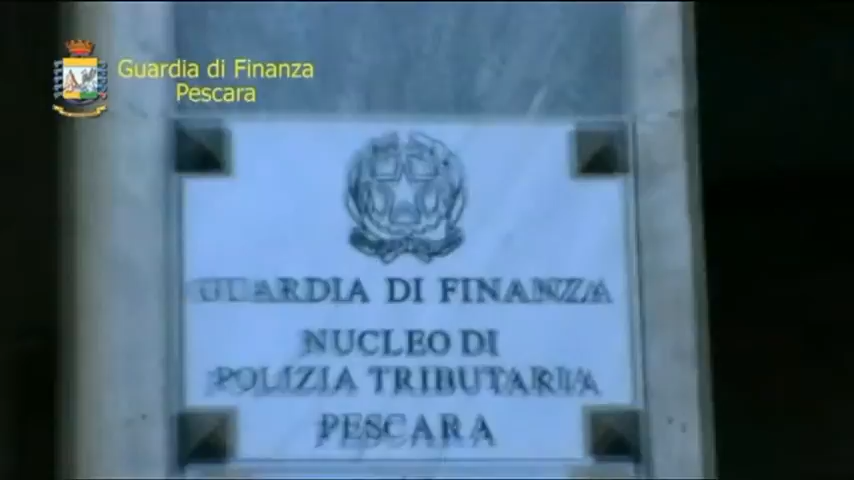 Guardia di Finanza
Pescara
GUARDIA DI FINANZA
NUCLEO DI
POLIZIA TRIBUTARIA
PESCARA